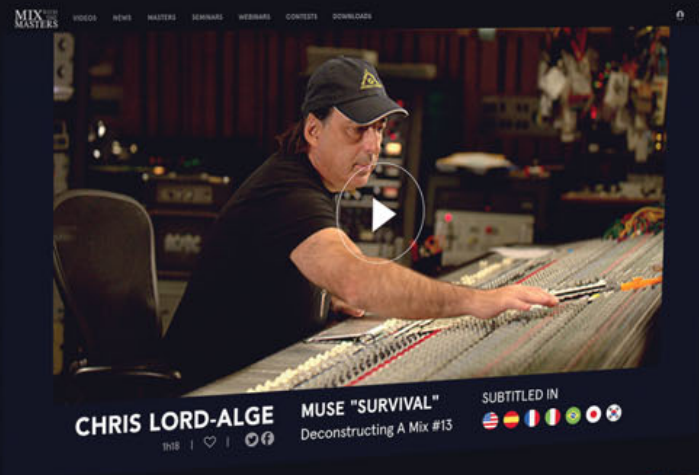 MIX WITH THE MASTERS
VIDEOS NEWS MASTERS SEMINARS WEBINARS CONTESTS DOWNLOADS
CHRIS LORD-ALGE
1h18
MUSE "SURVIVAL"
Deconstructing A Mix #13
SUBTITLED IN